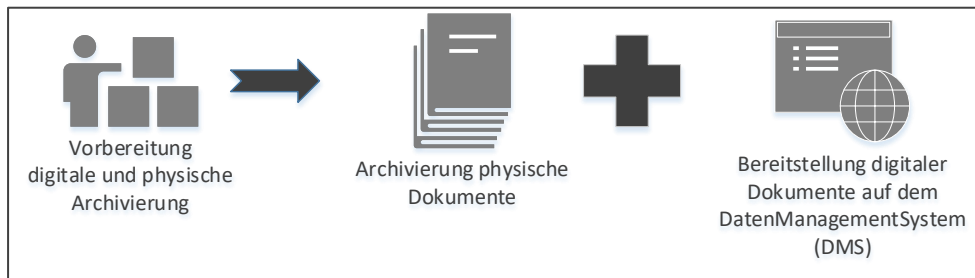 Vorbereitung
digitale und physische
Archivierung
Archivierung physische
Dokumente
Bereitstellung digitaler
Dokumente auf dem
DatenManagementSystem
(DMS)